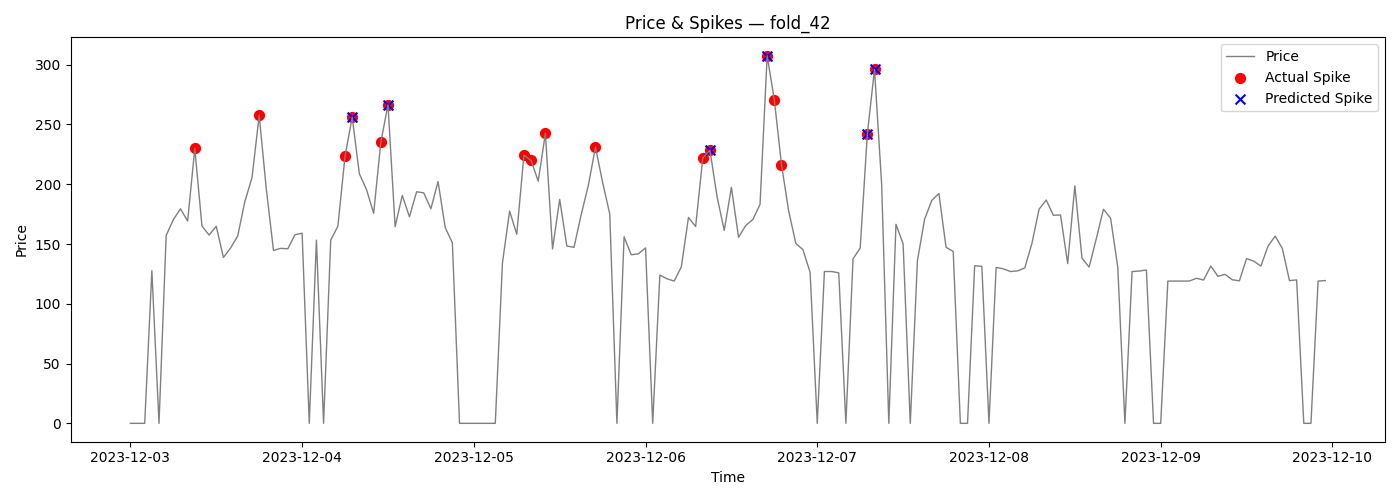 Price & Spikes — fold_42
Price
Actual Spike
Predicted Spike
300
250
200
150
100
50
0
Price
2023-12-03
2023-12-04
2023-12-05
2023-12-06
2023-12-07
2023-12-08
2023-12-09
2023-12-10
Time